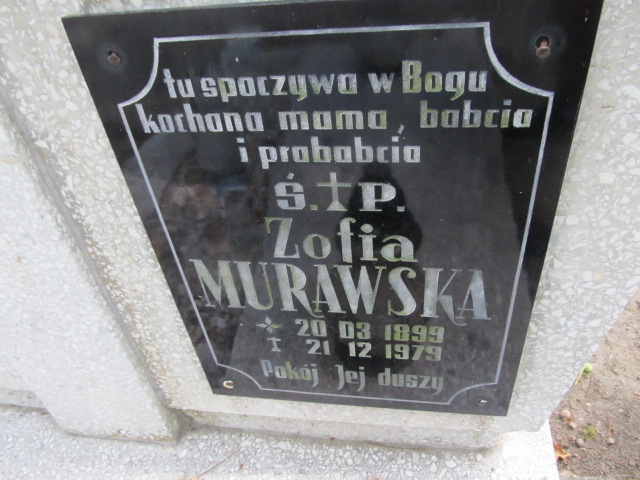 tu spoczywa w Bogu
kochana mama, babcia
i prababcia
Ś.✝P.
Zofia
MURAWSKA
20 03 1899
✝ 21 12 1979
Pokój Jej duszy